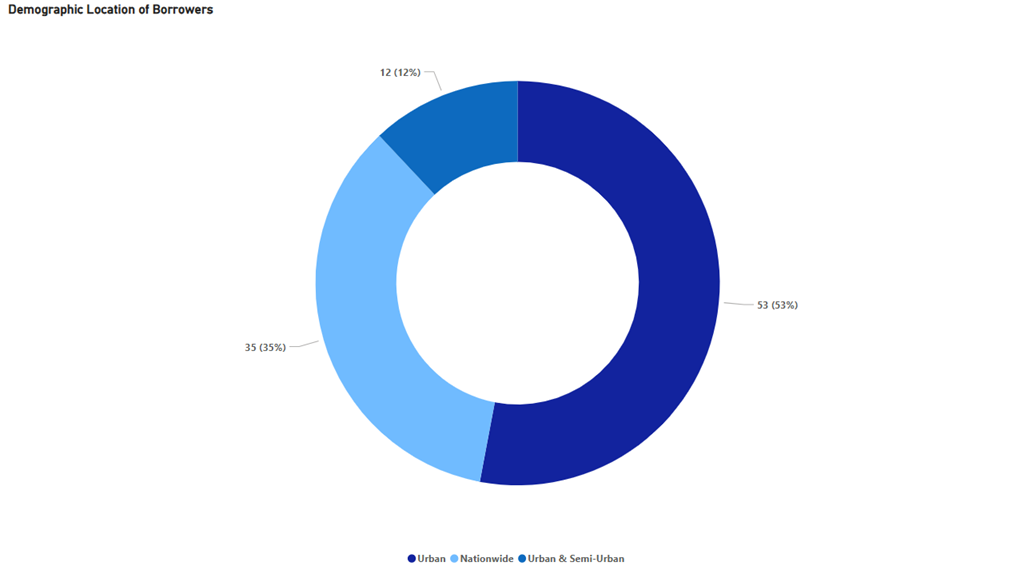 Demographic Location of Borrowers
12 (12%)
53 (53%)
35 (35%)
Urban Nationwide Urban & Semi-Urban